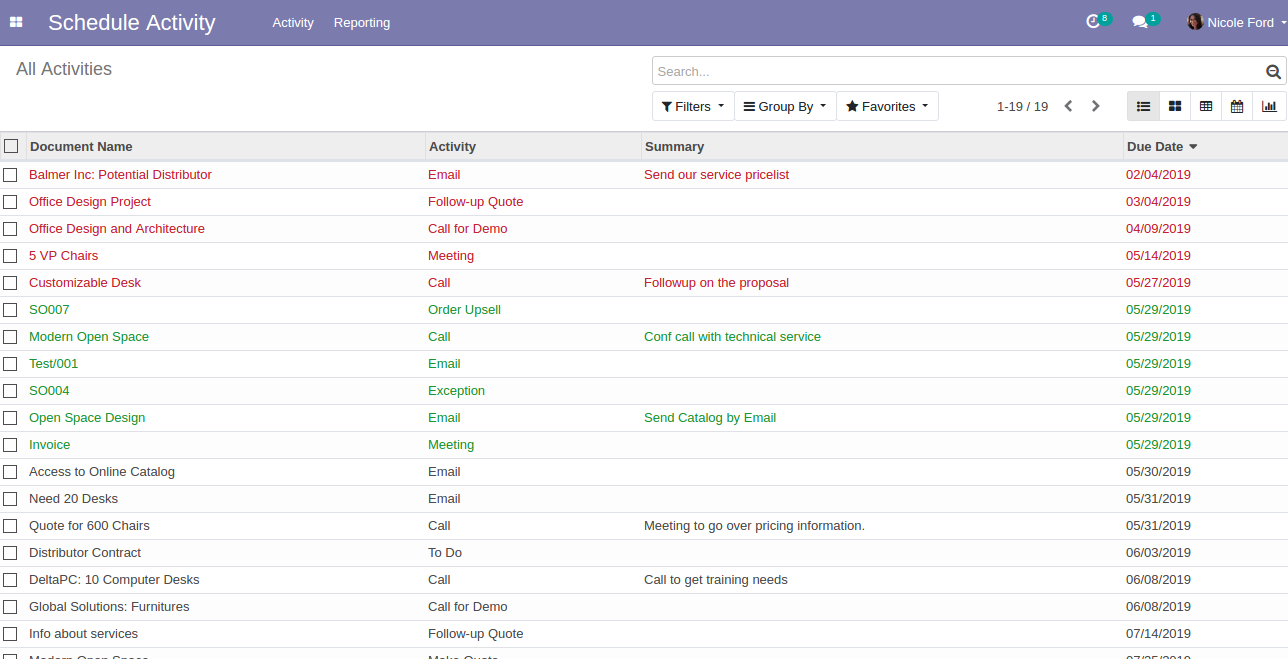 Schedule Activity Activity Reporting 8 1 Nicole Ford
All Activities
Search...
Filters Group By Favorites 1-19 / 19
Document Name Activity Summary Due Date
Balmer Inc: Potential Distributor Email Send our service pricelist 02/04/2019
Office Design Project Follow-up Quote 03/04/2019
Office Design and Architecture Call for Demo 04/09/2019
5 VP Chairs Meeting 05/14/2019
Customizable Desk Call Followup on the proposal 05/27/2019
SO007 Order Upsell 05/29/2019
Modern Open Space Call Conf call with technical service 05/29/2019
Test/001 Email 05/29/2019
SO004 Exception 05/29/2019
Open Space Design Email Send Catalog by Email 05/29/2019
Invoice Meeting 05/29/2019
Access to Online Catalog Email 05/30/2019
Need 20 Desks Email 05/31/2019
Quote for 600 Chairs Call Meeting to go over pricing information. 05/31/2019
Distributor Contract To Do 06/03/2019
DeltaPC: 10 Computer Desks Call Call to get training needs 06/08/2019
Global Solutions: Furnitures Call for Demo 06/08/2019
Info about services Follow-up Quote 07/14/2019
Modern Open Space Make Quote